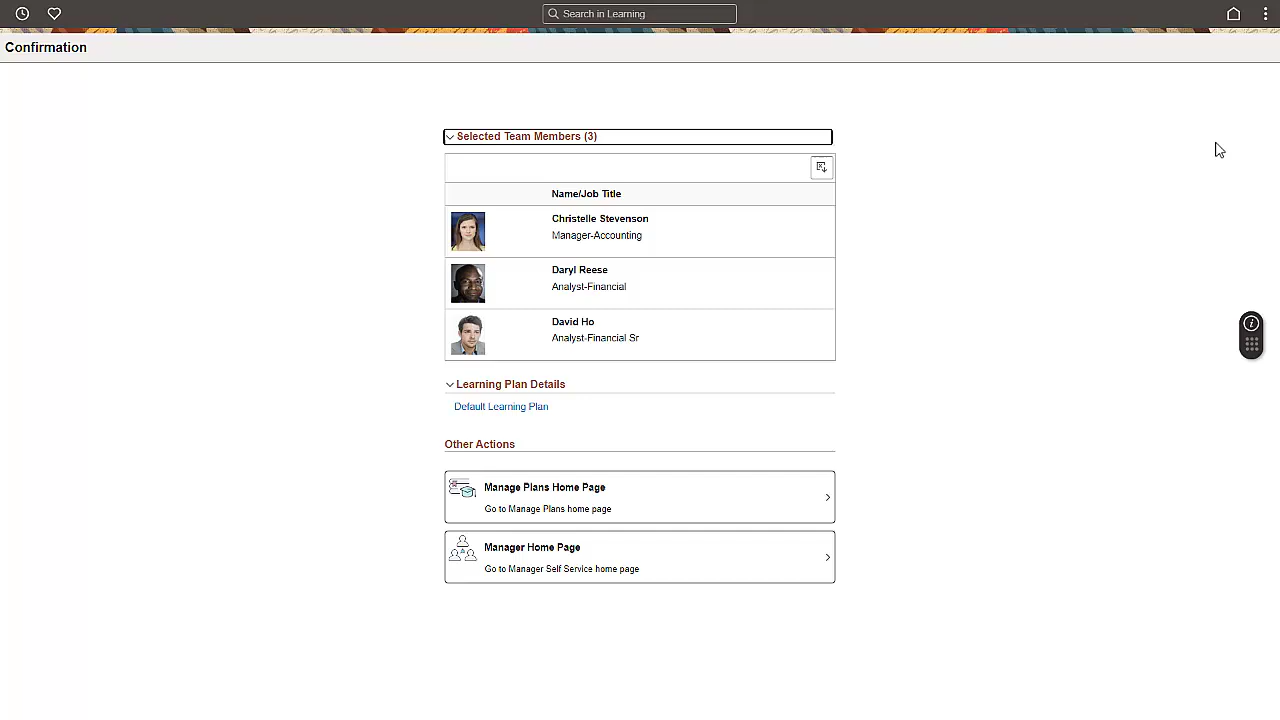 Search in Learning
Confirmation
Selected Team Members (3)
Name/Job Title
Christelle Stevenson
Manager-Accounting
Daryl Reese
Analyst-Financial
David Ho
Analyst-Financial Sr
Learning Plan Details
Default Learning Plan
Other Actions
Manage Plans Home Page
Go to Manage Plans home page
Manager Home Page
Go to Manager Self Service home page